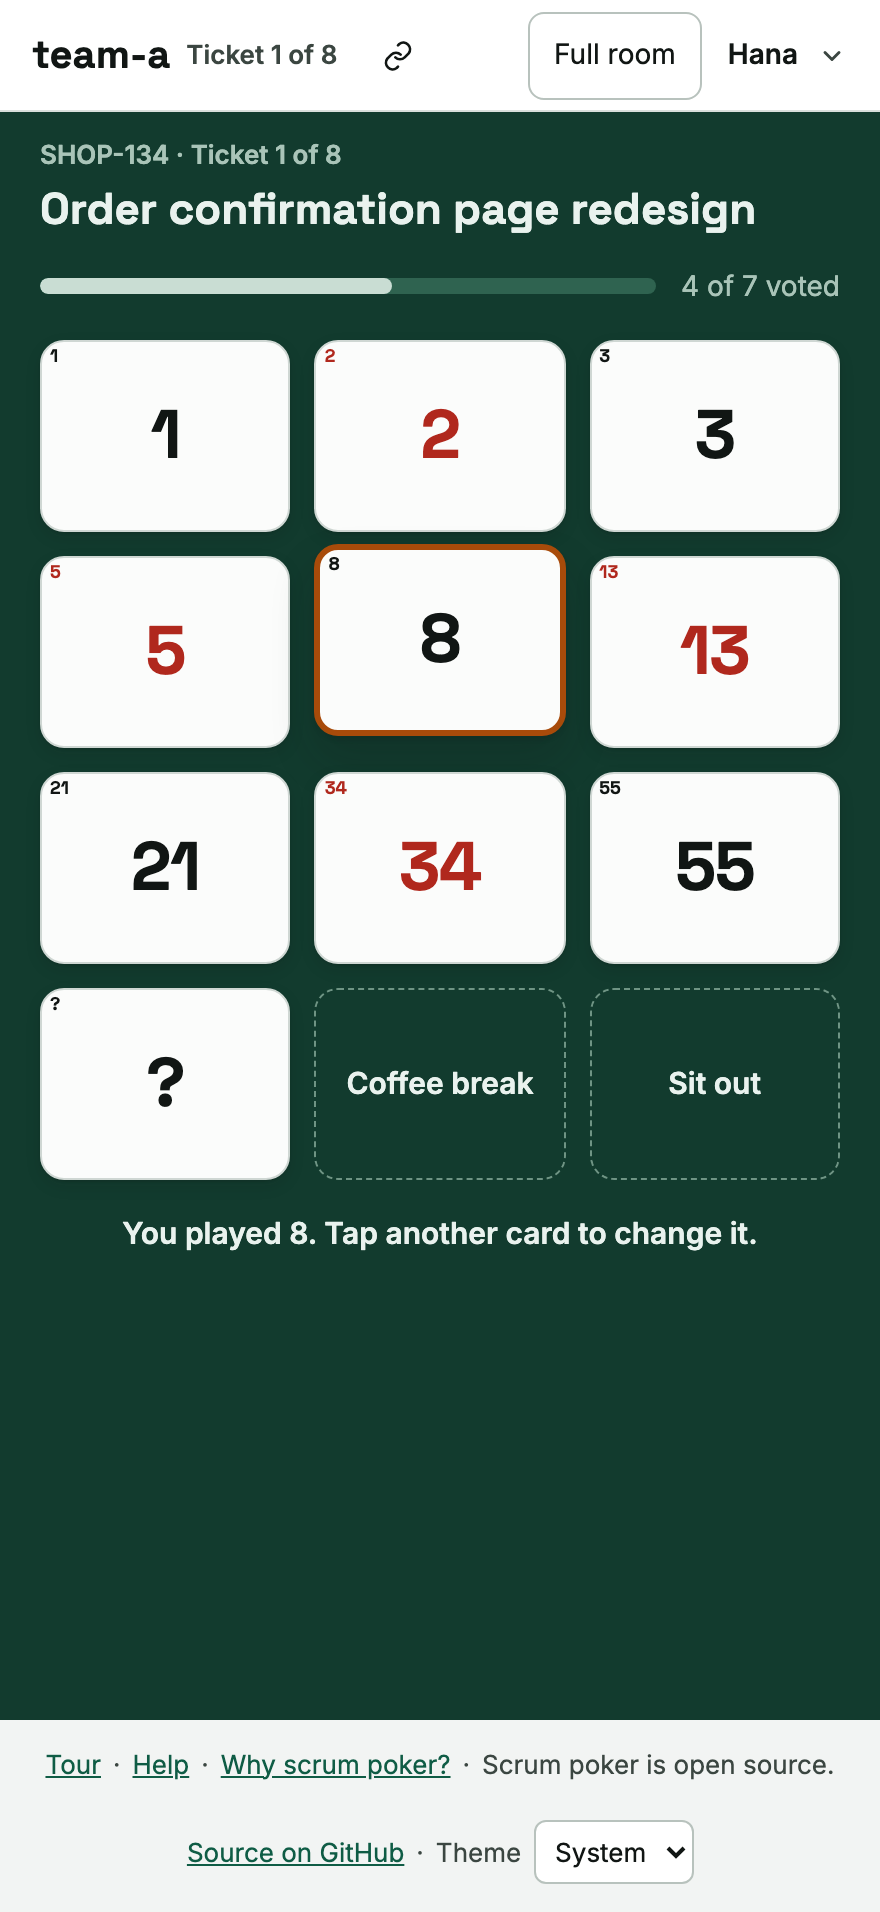 team-a Ticket 1 of 8 Full room Hana
SHOP-134 · Ticket 1 of 8
Order confirmation page redesign
4 of 7 voted
1 2 3
1 2 3
5 8 13
5 8 13
21 34 55
21 34 55
?
? Coffee break Sit out
You played 8. Tap another card to change it.
Tour · Help · Why scrum poker? · Scrum poker is open source.
Source on GitHub · Theme System